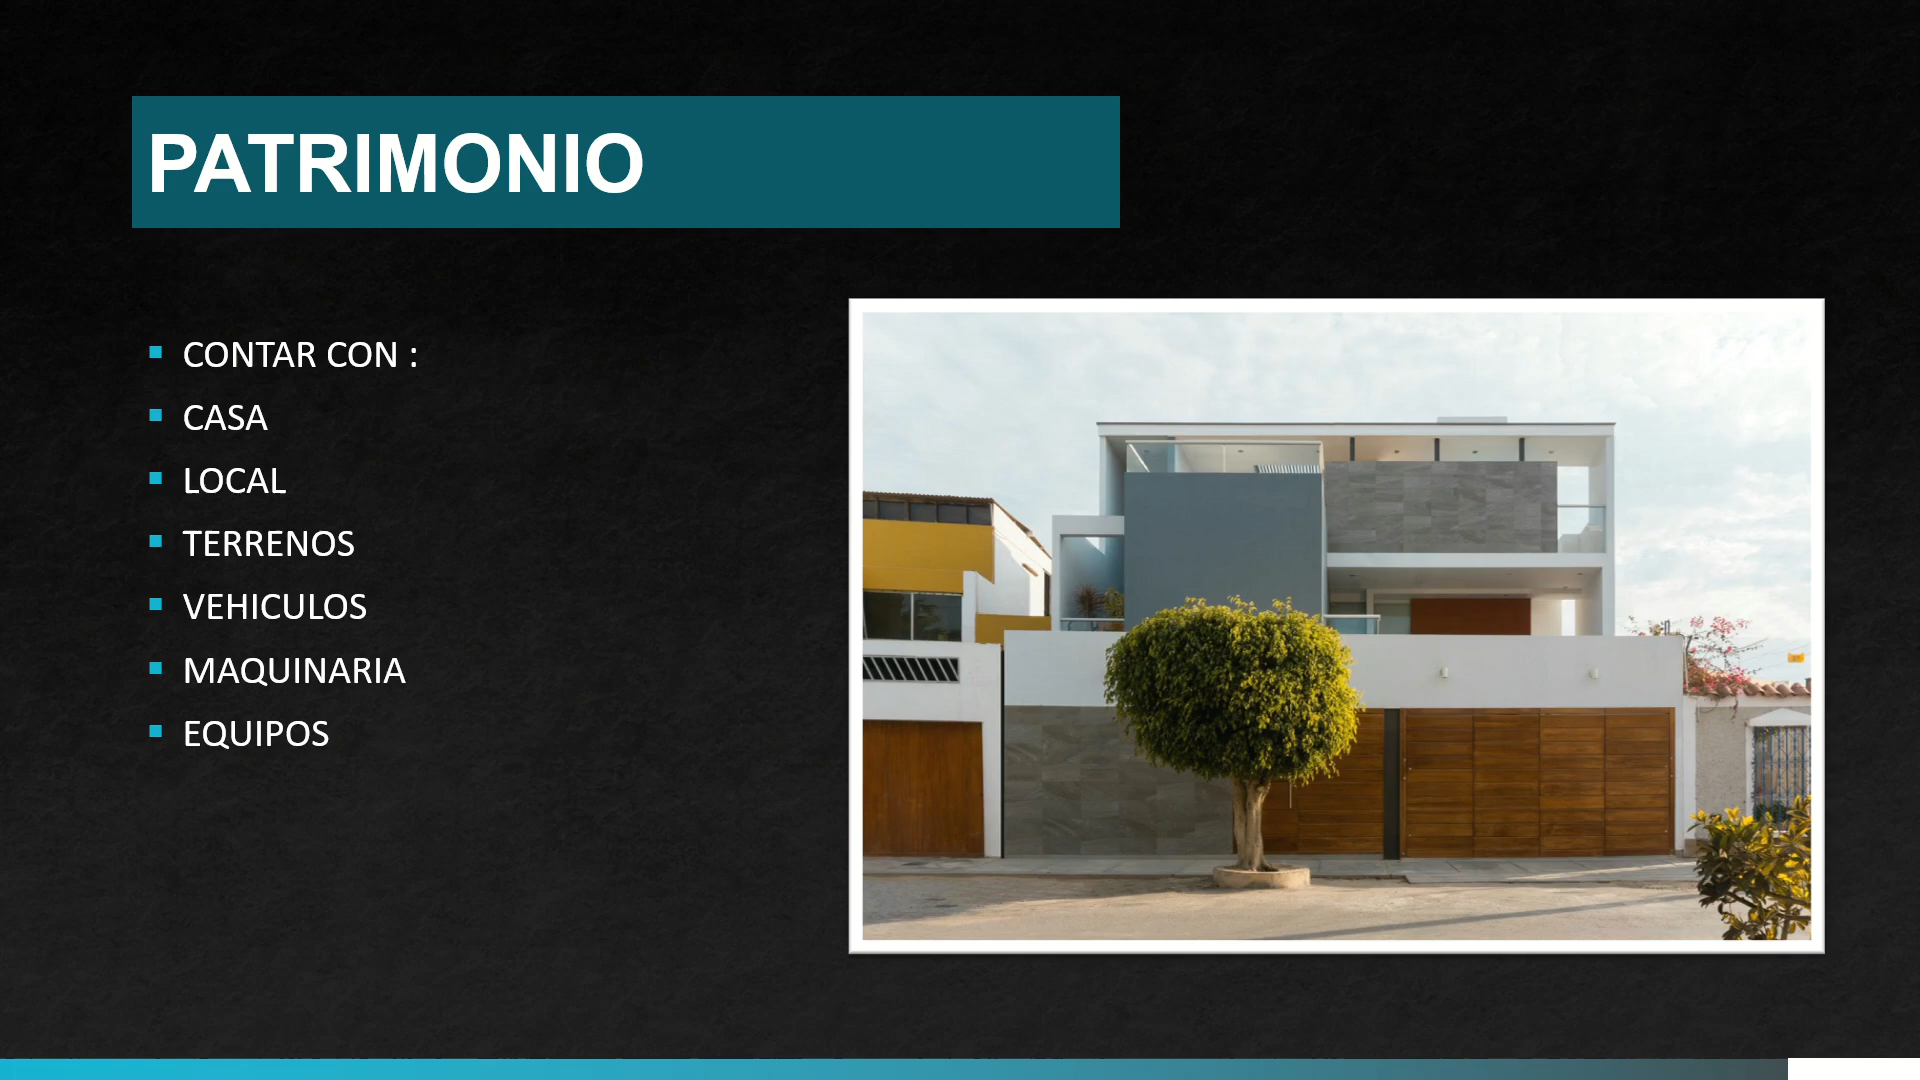 PATRIMONIO
CONTAR CON :
CASA
LOCAL
TERRENOS
VEHICULOS
MAQUINARIA
EQUIPOS